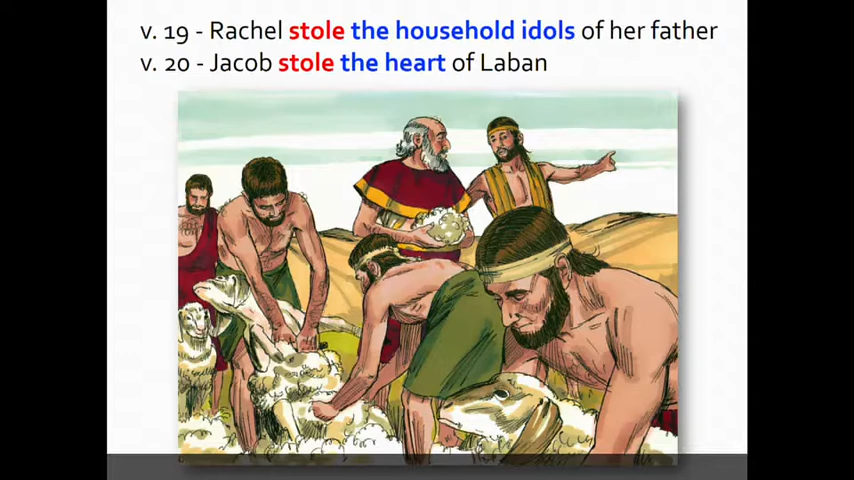 v. 19 - Rachel stole the household idols of her father
v. 20 - Jacob stole the heart of Laban